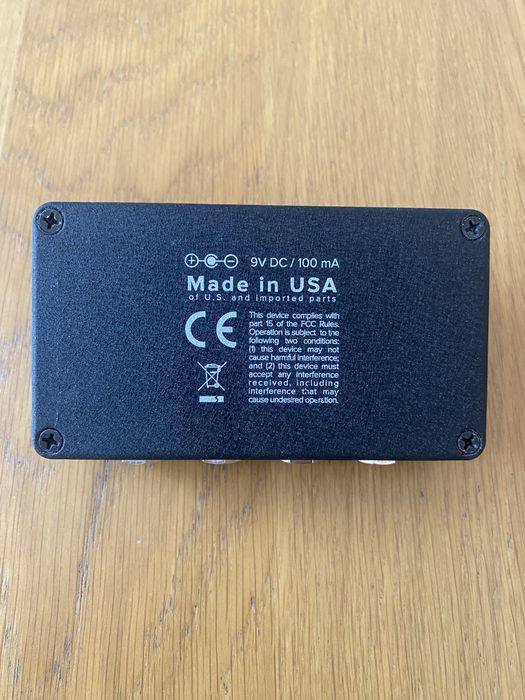 9V DC / 100 mA
Made in USA
of U.S. and imported parts
CE
This device complies with
part 15 of the FCC Rules.
Operation is subject to the
following two conditions:
(1) this device may not
cause harmful interference;
and (2) this device must
accept any interference
received, including
interference that may
cause undesired operation.